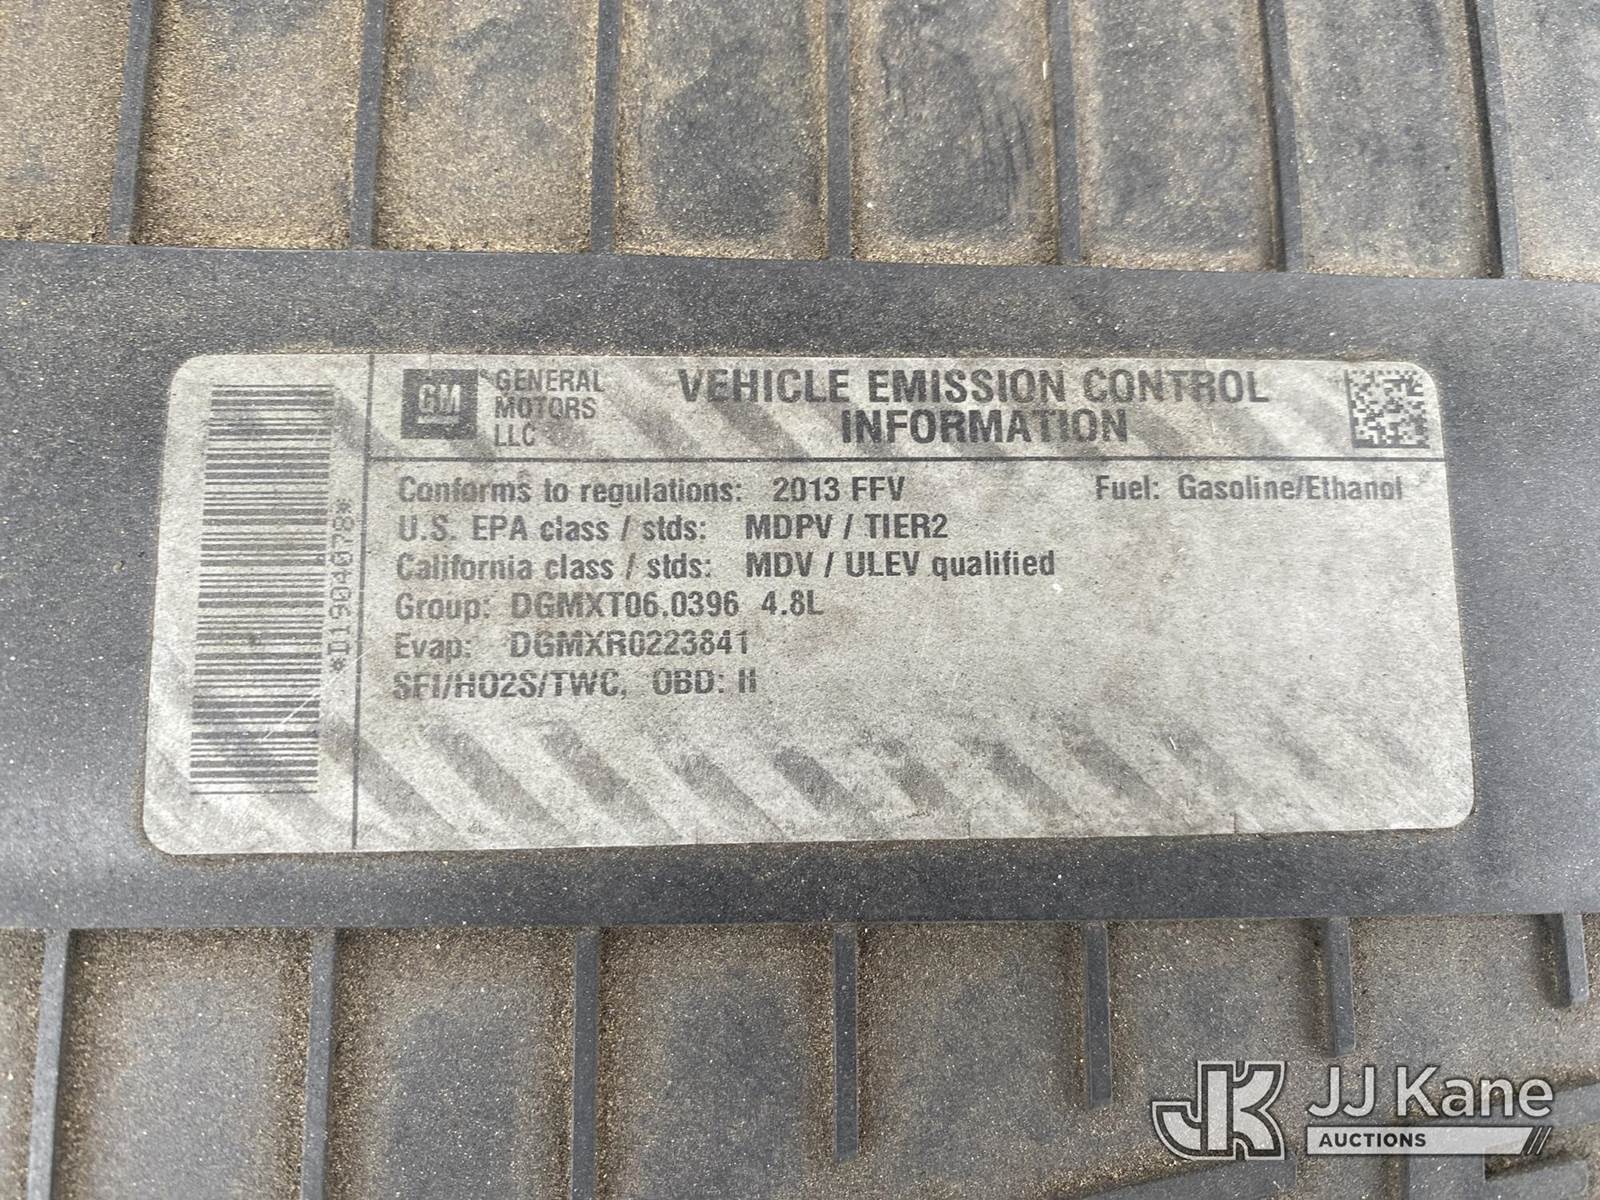 GM
GENERAL
MOTORS
LLC
VEHICLE EMISSION CONTROL
INFORMATION
Conforms to regulations: 2013 FFV Fuel: Gasoline/Ethanol
U.S. EPA class / stds: MDPV / TIER2
California class / stds: MDV / ULEV qualified
Group: DGMXT06.0396 4.8L
Evap: DGMXR0223841
SFI/HO2S/TWC, OBD: II
*D1904078*
JK JJ Kane
AUCTIONS